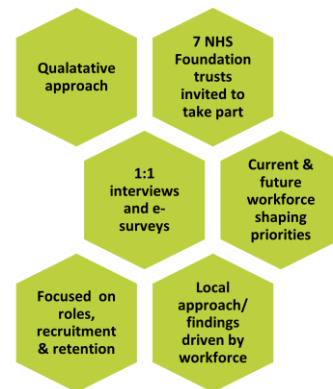 Qualatative
approach
7 NHS
Foundation
trusts
invited to
take part
1:1
interviews
and e-
surveys
Current &
future
workforce
shaping
priorities
Focused on
roles,
recruitment
& retention
Local
approach/
findings
driven by
workforce